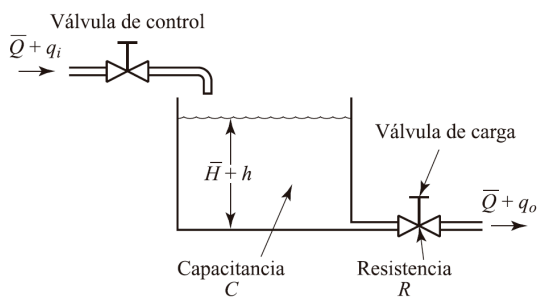 Válvula de control
Q̅ + qᵢ
Válvula de carga
H̅ + h
Q̅ + qₒ
Capacitancia
C
Resistencia
R